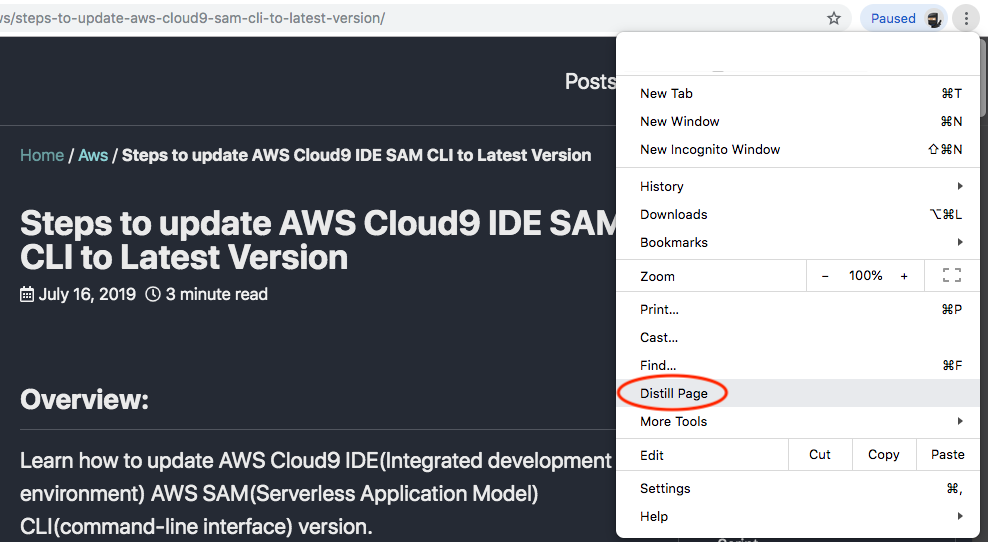 vs/steps-to-update-aws-cloud9-sam-cli-to-latest-version/
Paused
Posts
Home / Aws / Steps to update AWS Cloud9 IDE SAM CLI to Latest Version
Steps to update AWS Cloud9 IDE SAM
CLI to Latest Version
July 16, 2019 3 minute read
Overview:
Learn how to update AWS Cloud9 IDE(Integrated development
environment) AWS SAM(Serverless Application Model)
CLI(command-line interface) version.
New Tab ⌘T
New Window ⌘N
New Incognito Window ⇧⌘N
History
Downloads ⌥⌘L
Bookmarks
Zoom - 100% +
Print... ⌘P
Cast...
Find... ⌘F
Distill Page
More Tools
Edit Cut Copy Paste
Settings ⌘,
Help